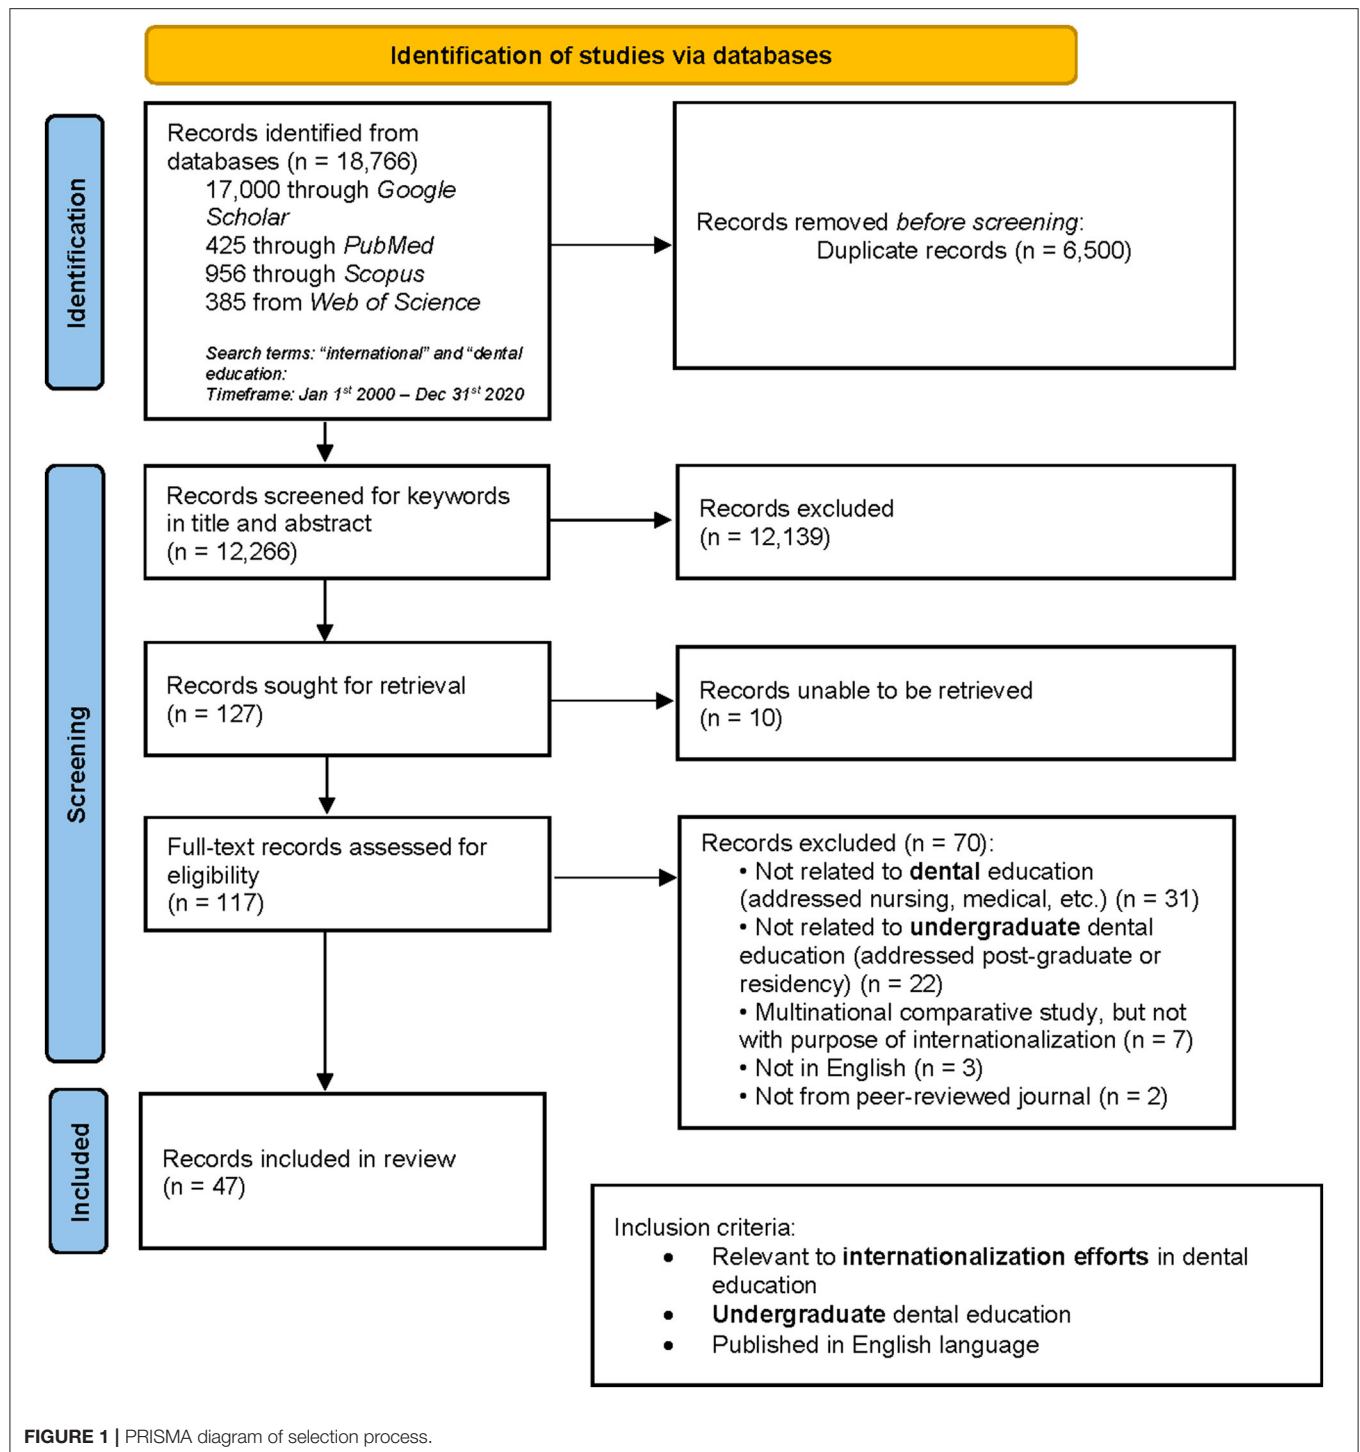 Identification of studies via databases
Identification
Records identified from
databases (n = 18,766)
17,000 through Google
Scholar
425 through PubMed
956 through Scopus
385 from Web of Science
Search terms: “international” and “dental
education:
Timeframe: Jan 1st 2000 – Dec 31st 2020
Records removed before screening:
Duplicate records (n = 6,500)
Screening
Records screened for keywords
in title and abstract
(n = 12,266)
Records excluded
(n = 12,139)
Records sought for retrieval
(n = 127)
Records unable to be retrieved
(n = 10)
Full-text records assessed for
eligibility
(n = 117)
Records excluded (n = 70):
• Not related to dental education
(addressed nursing, medical, etc.) (n = 31)
• Not related to undergraduate dental
education (addressed post-graduate or
residency) (n = 22)
• Multinational comparative study, but not
with purpose of internationalization (n = 7)
• Not in English (n = 3)
• Not from peer-reviewed journal (n = 2)
Included
Records included in review
(n = 47)
Inclusion criteria:
• Relevant to internationalization efforts in dental
education
• Undergraduate dental education
• Published in English language
FIGURE 1 | PRISMA diagram of selection process.